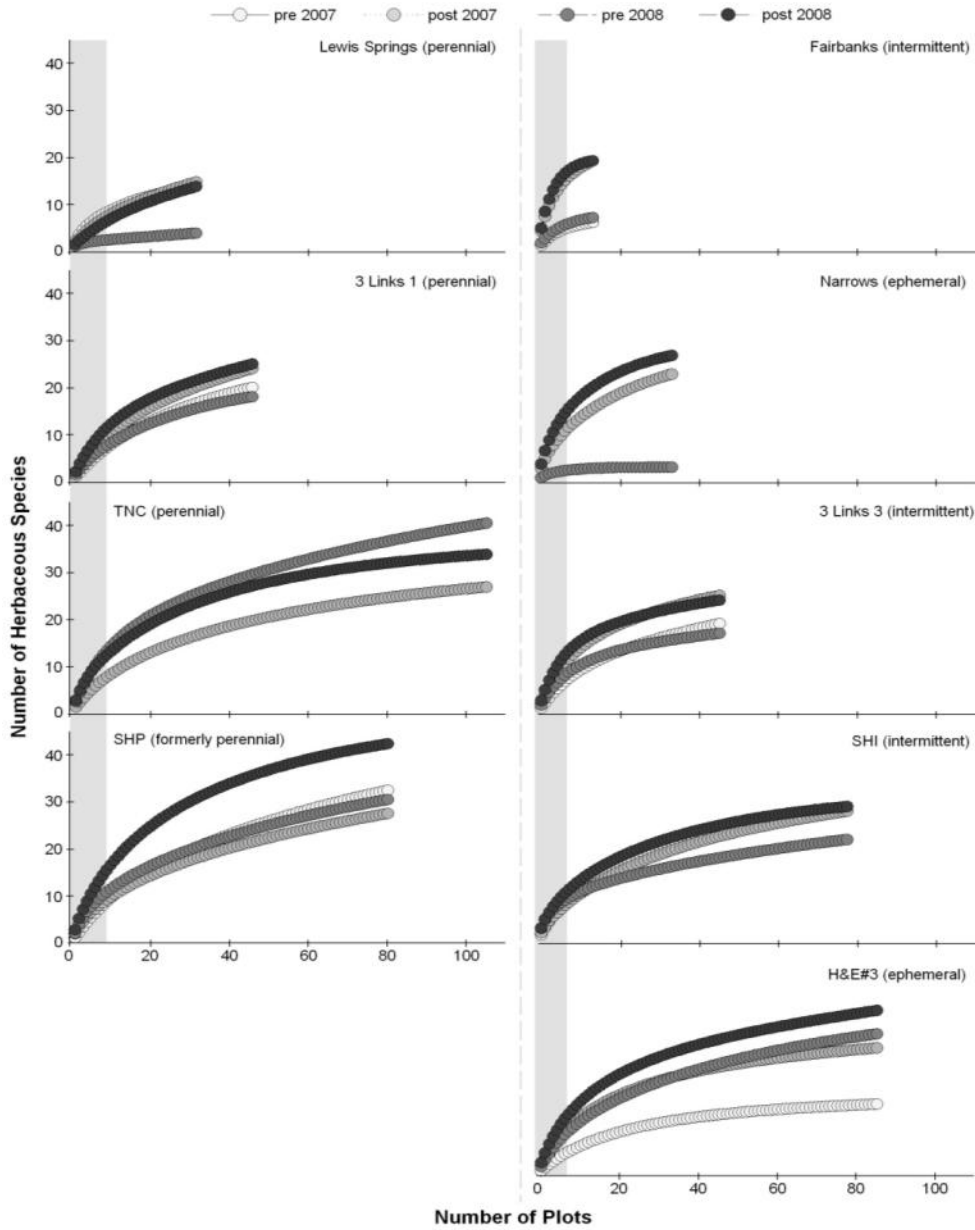 pre 2007 post 2007 pre 2008 post 2008
Lewis Springs (perennial)
Fairbanks (intermittent)
40
30
20
10
0
3 Links 1 (perennial)
Narrows (ephemeral)
40
30
20
10
0
TNC (perennial)
3 Links 3 (intermittent)
40
30
20
10
0
SHP (formerly perennial)
SHI (intermittent)
40
30
20
10
0
0 20 40 60 80 100
H&E#3 (ephemeral)
0 20 40 60 80 100
Number of Herbaceous Species
Number of Plots